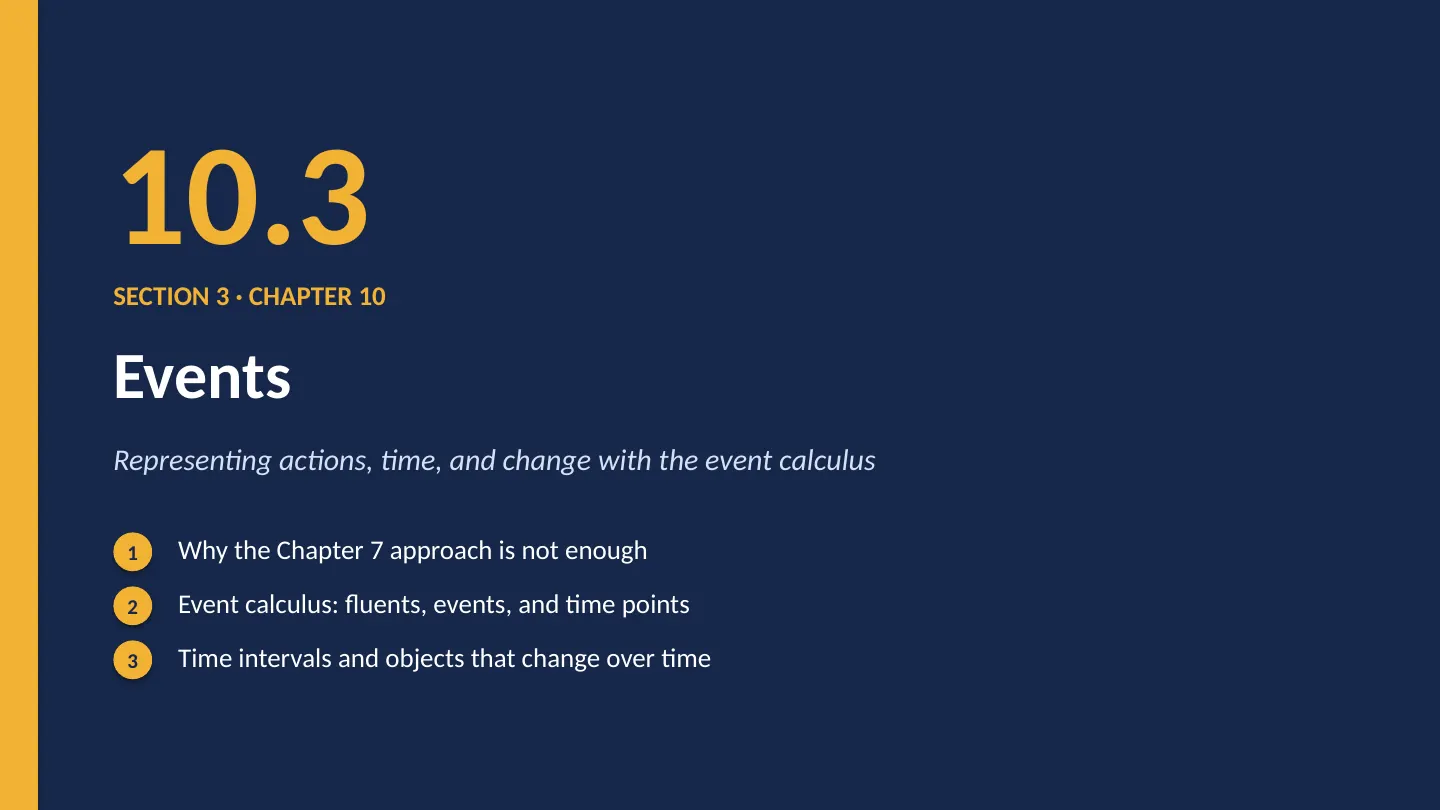 10.3
SECTION 3 · CHAPTER 10
Events
Representing actions, time, and change with the event calculus
1 Why the Chapter 7 approach is not enough
2 Event calculus: fluents, events, and time points
3 Time intervals and objects that change over time